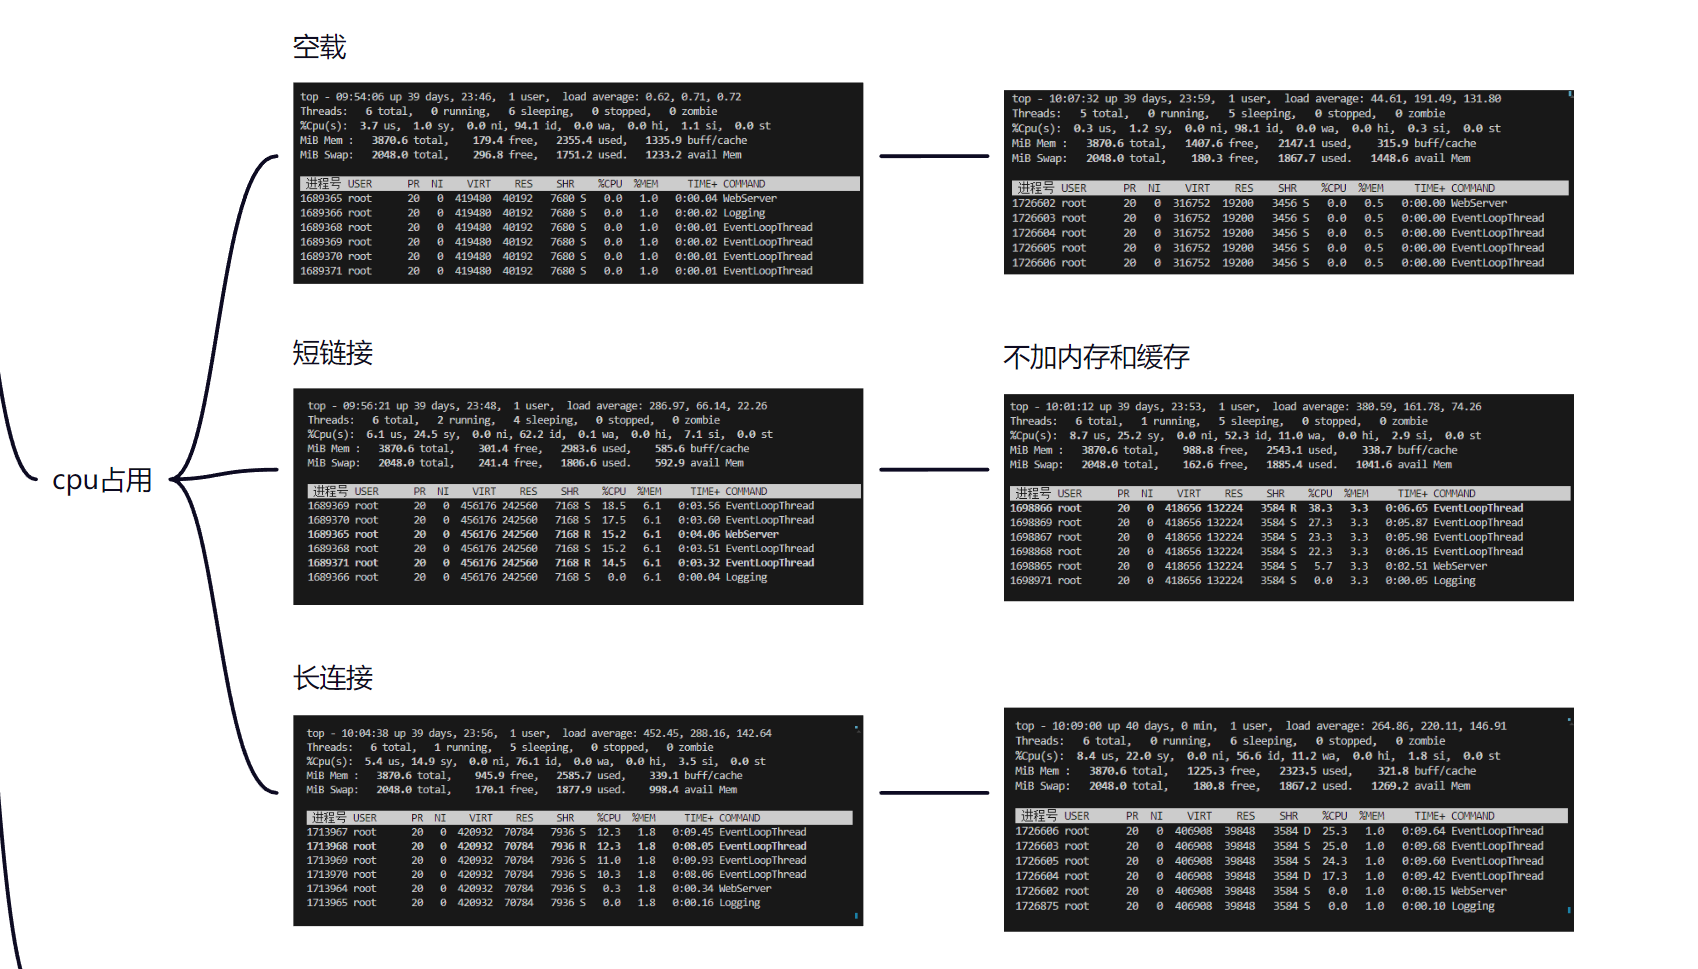 空载
top - 09:54:06 up 39 days, 23:46,  1 user,  load average: 0.62, 0.71, 0.72
Threads:   6 total,   0 running,   6 sleeping,   0 stopped,   0 zombie
%Cpu(s):  3.7 us,  1.0 sy,  0.0 ni, 94.1 id,  0.0 wa,  0.0 hi,  1.1 si,  0.0 st
MiB Mem :   3870.6 total,    179.4 free,   2355.4 used,   1335.9 buff/cache
MiB Swap:   2048.0 total,    296.8 free,   1751.2 used.   1233.2 avail Mem
进程号 USER      PR  NI    VIRT    RES    SHR    %CPU  %MEM     TIME+ COMMAND
1689365 root      20   0  419480  40192   7680 S   0.0   1.0   0:00.04 WebServer
1689366 root      20   0  419480  40192   7680 S   0.0   1.0   0:00.02 Logging
1689368 root      20   0  419480  40192   7680 S   0.0   1.0   0:00.01 EventLoopThread
1689369 root      20   0  419480  40192   7680 S   0.0   1.0   0:00.02 EventLoopThread
1689370 root      20   0  419480  40192   7680 S   0.0   1.0   0:00.01 EventLoopThread
1689371 root      20   0  419480  40192   7680 S   0.0   1.0   0:00.01 EventLoopThread
top - 10:07:32 up 39 days, 23:59,  1 user,  load average: 44.61, 191.49, 131.80
Threads:   5 total,   0 running,   5 sleeping,   0 stopped,   0 zombie
%Cpu(s):  0.3 us,  1.2 sy,  0.0 ni, 98.1 id,  0.0 wa,  0.0 hi,  0.3 si,  0.0 st
MiB Mem :   3870.6 total,   1407.6 free,   2147.1 used,    315.9 buff/cache
MiB Swap:   2048.0 total,    180.3 free,   1867.7 used.   1448.6 avail Mem
进程号 USER      PR  NI    VIRT    RES    SHR    %CPU  %MEM     TIME+ COMMAND
1726602 root      20   0  316752  19200   3456 S   0.0   0.5   0:00.00 WebServer
1726603 root      20   0  316752  19200   3456 S   0.0   0.5   0:00.00 EventLoopThread
1726604 root      20   0  316752  19200   3456 S   0.0   0.5   0:00.00 EventLoopThread
1726605 root      20   0  316752  19200   3456 S   0.0   0.5   0:00.00 EventLoopThread
1726606 root      20   0  316752  19200   3456 S   0.0   0.5   0:00.00 EventLoopThread
cpu占用
短链接
top - 09:56:21 up 39 days, 23:48,  1 user,  load average: 286.97, 66.14, 22.26
Threads:   6 total,   2 running,   4 sleeping,   0 stopped,   0 zombie
%Cpu(s):  6.1 us, 24.5 sy,  0.0 ni, 62.2 id,  0.1 wa,  0.0 hi,  7.1 si,  0.0 st
MiB Mem :   3870.6 total,    301.4 free,   2983.6 used,    585.6 buff/cache
MiB Swap:   2048.0 total,    241.4 free,   1806.6 used.    592.9 avail Mem
进程号 USER      PR  NI    VIRT    RES    SHR    %CPU  %MEM     TIME+ COMMAND
1689369 root      20   0  456176 242560   7168 S  18.5   6.1   0:03.56 EventLoopThread
1689370 root      20   0  456176 242560   7168 S  17.5   6.1   0:03.60 EventLoopThread
1689365 root      20   0  456176 242560   7168 R  15.2   6.1   0:04.06 WebServer
1689368 root      20   0  456176 242560   7168 S  15.2   6.1   0:03.51 EventLoopThread
1689371 root      20   0  456176 242560   7168 R  14.5   6.1   0:03.32 EventLoopThread
1689366 root      20   0  456176 242560   7168 S   0.0   6.1   0:00.04 Logging
不加内存和缓存
top - 10:01:12 up 39 days, 23:53,  1 user,  load average: 380.59, 161.78, 74.26
Threads:   6 total,   1 running,   5 sleeping,   0 stopped,   0 zombie
%Cpu(s):  8.7 us, 25.2 sy,  0.0 ni, 52.3 id, 11.0 wa,  0.0 hi,  2.9 si,  0.0 st
MiB Mem :   3870.6 total,    988.8 free,   2543.1 used,    338.7 buff/cache
MiB Swap:   2048.0 total,    162.6 free,   1885.4 used.   1041.6 avail Mem
进程号 USER      PR  NI    VIRT    RES    SHR    %CPU  %MEM     TIME+ COMMAND
1698866 root      20   0  418656 132224   3584 R  38.3   3.3   0:06.65 EventLoopThread
1698869 root      20   0  418656 132224   3584 S  27.3   3.3   0:05.87 EventLoopThread
1698867 root      20   0  418656 132224   3584 S  23.3   3.3   0:05.98 EventLoopThread
1698868 root      20   0  418656 132224   3584 S  22.3   3.3   0:06.15 EventLoopThread
1698865 root      20   0  418656 132224   3584 S   5.7   3.3   0:02.51 WebServer
1698971 root      20   0  418656 132224   3584 S   0.0   3.3   0:00.05 Logging
长连接
top - 10:04:38 up 39 days, 23:56,  1 user,  load average: 452.45, 288.16, 142.64
Threads:   6 total,   1 running,   5 sleeping,   0 stopped,   0 zombie
%Cpu(s):  5.4 us, 14.9 sy,  0.0 ni, 76.1 id,  0.0 wa,  0.0 hi,  3.5 si,  0.0 st
MiB Mem :   3870.6 total,    945.9 free,   2585.7 used,    339.1 buff/cache
MiB Swap:   2048.0 total,    170.1 free,   1877.9 used.    998.4 avail Mem
进程号 USER      PR  NI    VIRT    RES    SHR    %CPU  %MEM     TIME+ COMMAND
1713967 root      20   0  420932  70784   7936 S  12.3   1.8   0:09.45 EventLoopThread
1713968 root      20   0  420932  70784   7936 R  12.3   1.8   0:08.05 EventLoopThread
1713969 root      20   0  420932  70784   7936 S  11.0   1.8   0:09.93 EventLoopThread
1713970 root      20   0  420932  70784   7936 S  10.3   1.8   0:08.06 EventLoopThread
1713964 root      20   0  420932  70784   7936 S   0.3   1.8   0:00.34 WebServer
1713965 root      20   0  420932  70784   7936 S   0.0   1.8   0:00.16 Logging
top - 10:09:00 up 40 days, 0 min,  1 user,  load average: 264.86, 220.11, 146.91
Threads:   6 total,   0 running,   6 sleeping,   0 stopped,   0 zombie
%Cpu(s):  8.4 us, 22.0 sy,  0.0 ni, 56.6 id, 11.2 wa,  0.0 hi,  1.8 si,  0.0 st
MiB Mem :   3870.6 total,   1225.3 free,   2323.5 used,    321.8 buff/cache
MiB Swap:   2048.0 total,    180.8 free,   1867.2 used.   1269.2 avail Mem
进程号 USER      PR  NI    VIRT    RES    SHR    %CPU  %MEM     TIME+ COMMAND
1726606 root      20   0  406908  39848   3584 D  25.3   1.0   0:09.64 EventLoopThread
1726603 root      20   0  406908  39848   3584 S  25.0   1.0   0:09.68 EventLoopThread
1726605 root      20   0  406908  39848   3584 S  24.3   1.0   0:09.60 EventLoopThread
1726604 root      20   0  406908  39848   3584 D  17.3   1.0   0:09.42 EventLoopThread
1726602 root      20   0  406908  39848   3584 S   0.0   1.0   0:00.15 WebServer
1726875 root      20   0  406908  39848   3584 S   0.0   1.0   0:00.10 Logging